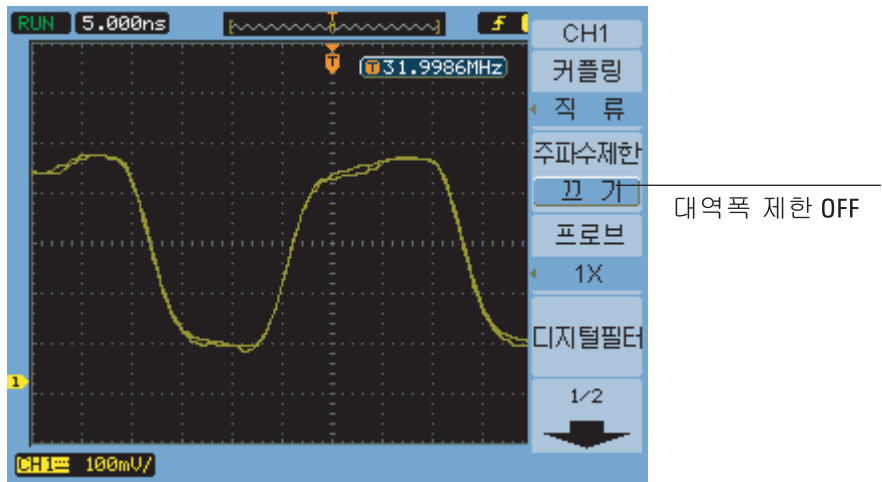 RUN 5.000ns
T
T
T 31.9986MHz
CH1
커플링
직 류
주파수제한
끄 기
대역폭 제한 OFF
프로브
1X
디지털필터
1
1/2
CH1 100mV/